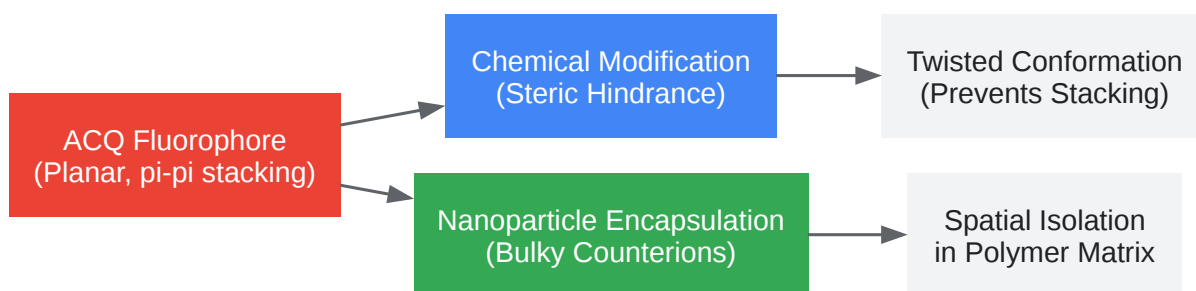 ACQ Fluorophore
(Planar, pi-pi stacking)
Chemical Modification
(Steric Hindrance)
Twisted Conformation
(Prevents Stacking)
Nanoparticle Encapsulation
(Bulky Counterions)
Spatial Isolation
in Polymer Matrix